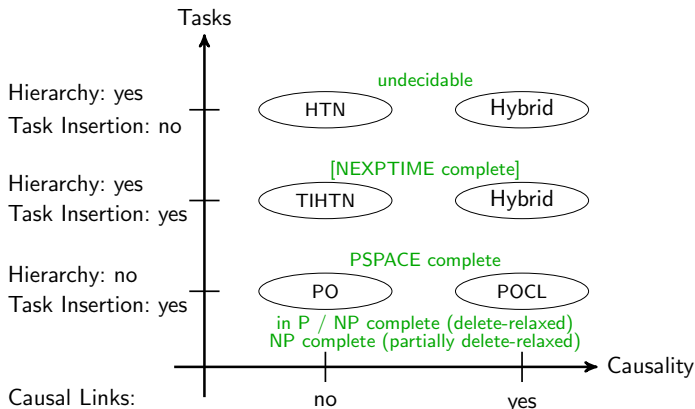 Tasks
undecidable
Hierarchy: yes
Task Insertion: no
HTN
Hybrid
[NEXPTIME complete]
Hierarchy: yes
Task Insertion: yes
TIHTN
Hybrid
PSPACE complete
Hierarchy: no
Task Insertion: yes
PO
POCL
in P / NP complete (delete-relaxed)
NP complete (partially delete-relaxed)
Causality
Causal Links:
no
yes